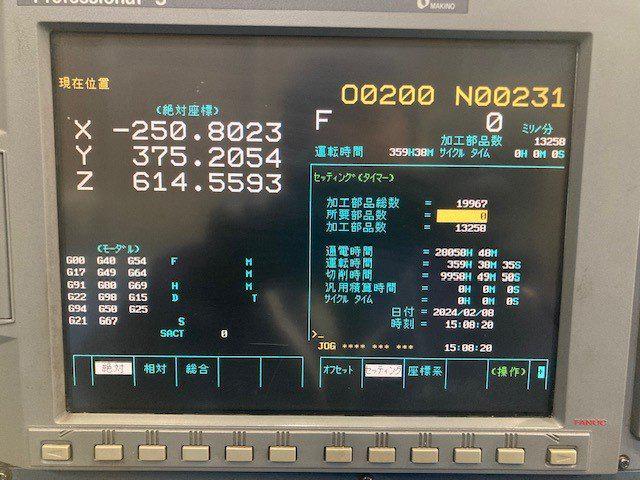 Professional 5
MAKINO
現在位置
O0200 N00231
(絶対座標)
X -250.8023
Y 375.2054
Z 614.5593
F 0 ミリ/分
加工部品数 13258
運転時間 359H38M サイクル タイム 0H 0M 0S
セッティング(タイマー)
加工部品総数 = 19967
所要部品数 = 0
加工部品数 = 13258
通電時間 = 28058H 48M
運転時間 = 359H 38M 35S
切削時間 = 9958H 49M 50S
汎用積算時間 = 0H 0M 0S
サイクル タイム = 0H 0M 0S
日付 = 2024/02/08
時刻 = 15:08:20
(モーダル)
G00 G40 G54 F M
G17 G49 G64 M
G91 G80 G69 H M
G22 G98 G15 D T
G94 G50 G25
G21 G67 S
SACT 0
>_
JOG **** *** *** 15:08:20
絶対 相対 総合
オフセット セッティング 座標系 (操作)
FANUC